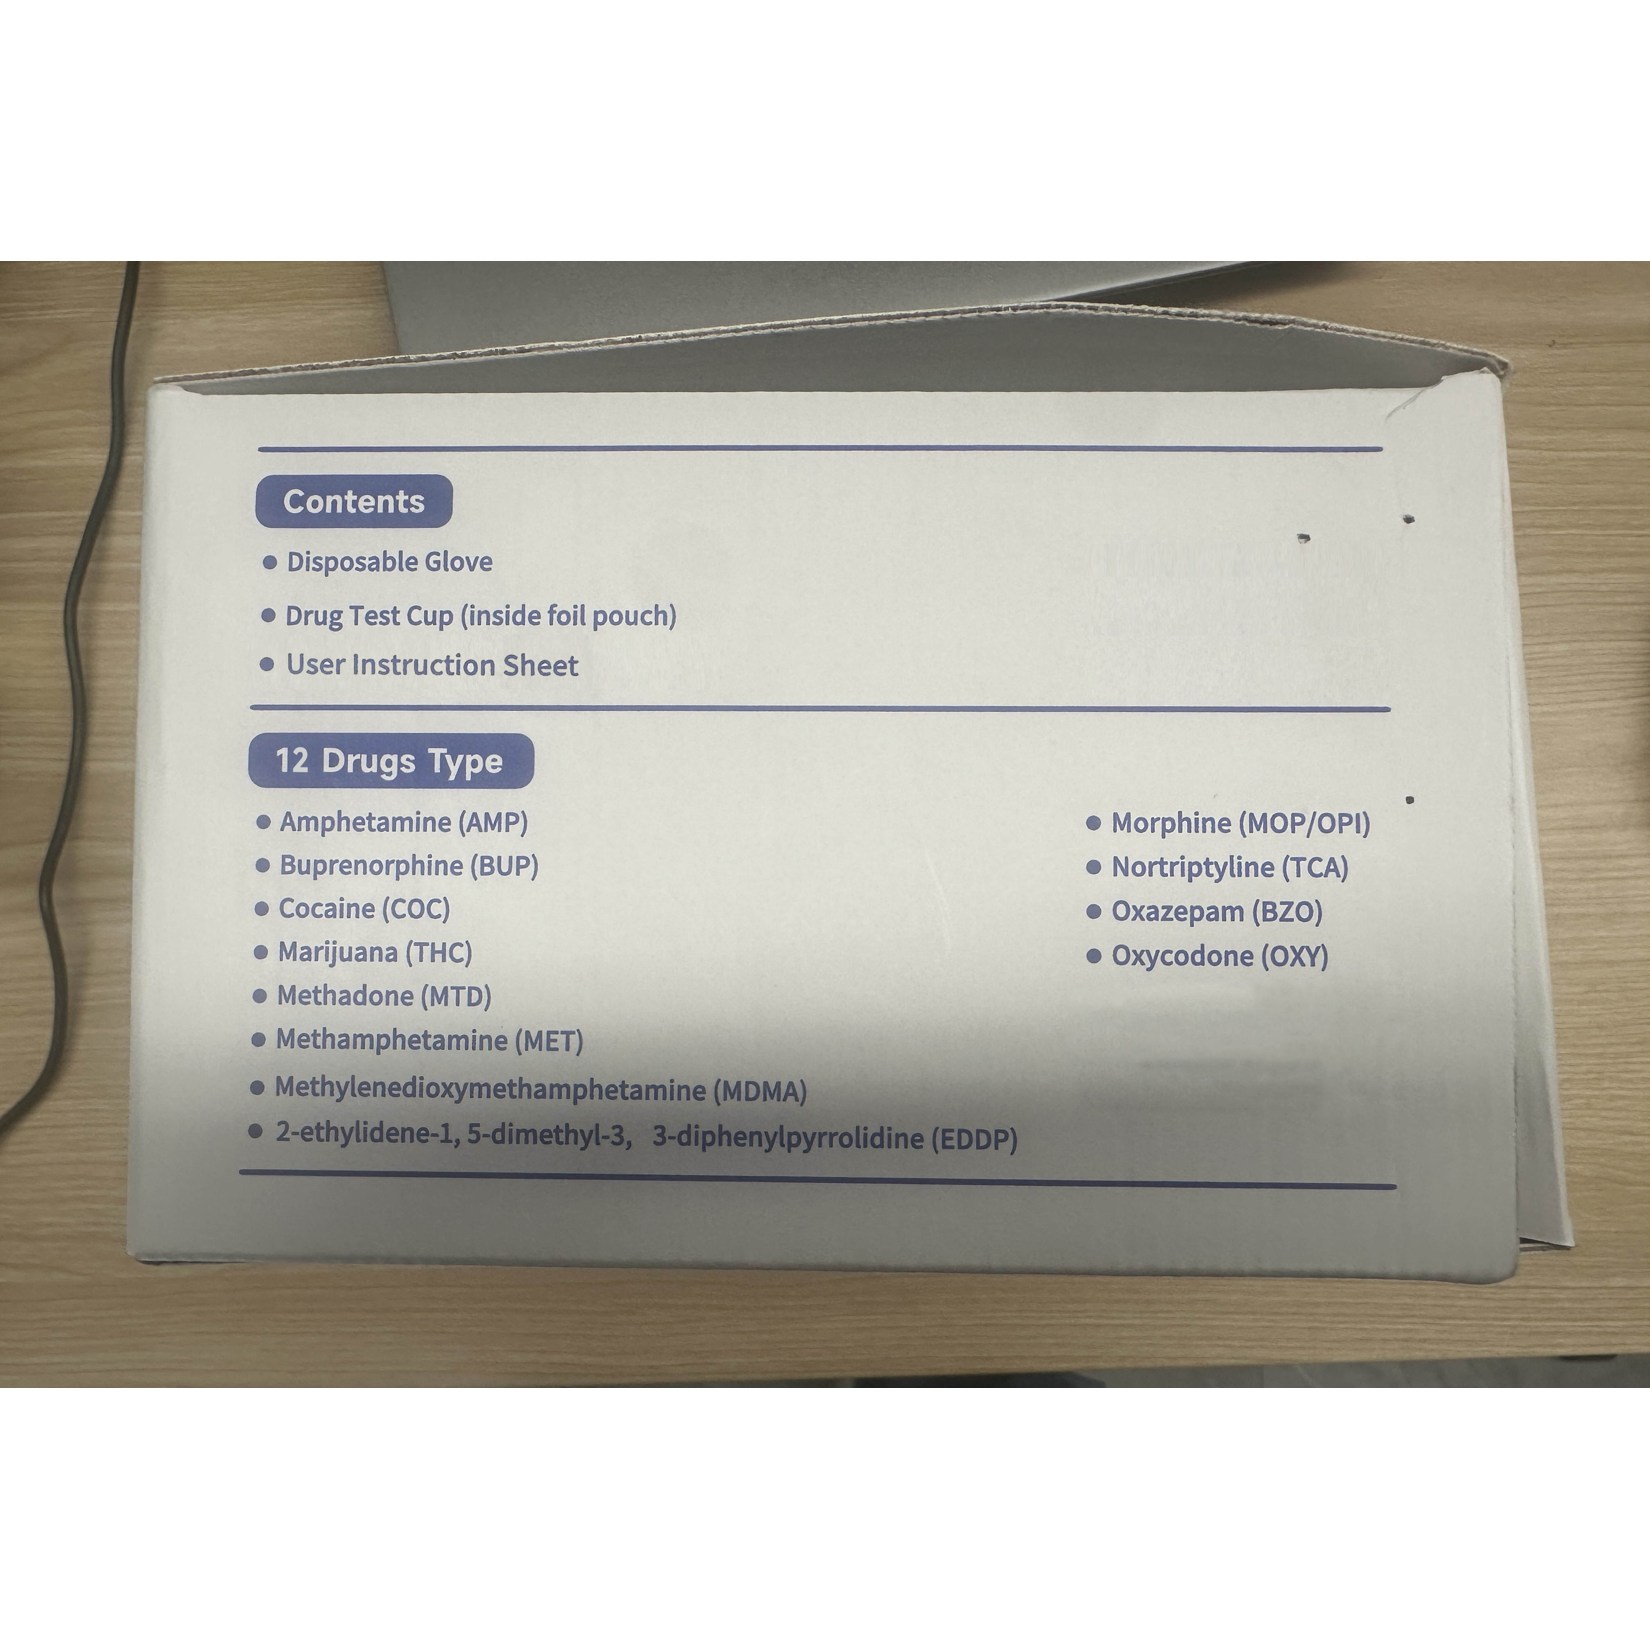 Contents
● Disposable Glove
● Drug Test Cup (inside foil pouch)
● User Instruction Sheet
12 Drugs Type
● Amphetamine (AMP)
● Buprenorphine (BUP)
● Cocaine (COC)
● Marijuana (THC)
● Methadone (MTD)
● Methamphetamine (MET)
● Methylenedioxymethamphetamine (MDMA)
● 2-ethylidene-1, 5-dimethyl-3, 3-diphenylpyrrolidine (EDDP)
● Morphine (MOP/OPI)
● Nortriptyline (TCA)
● Oxazepam (BZO)
● Oxycodone (OXY)